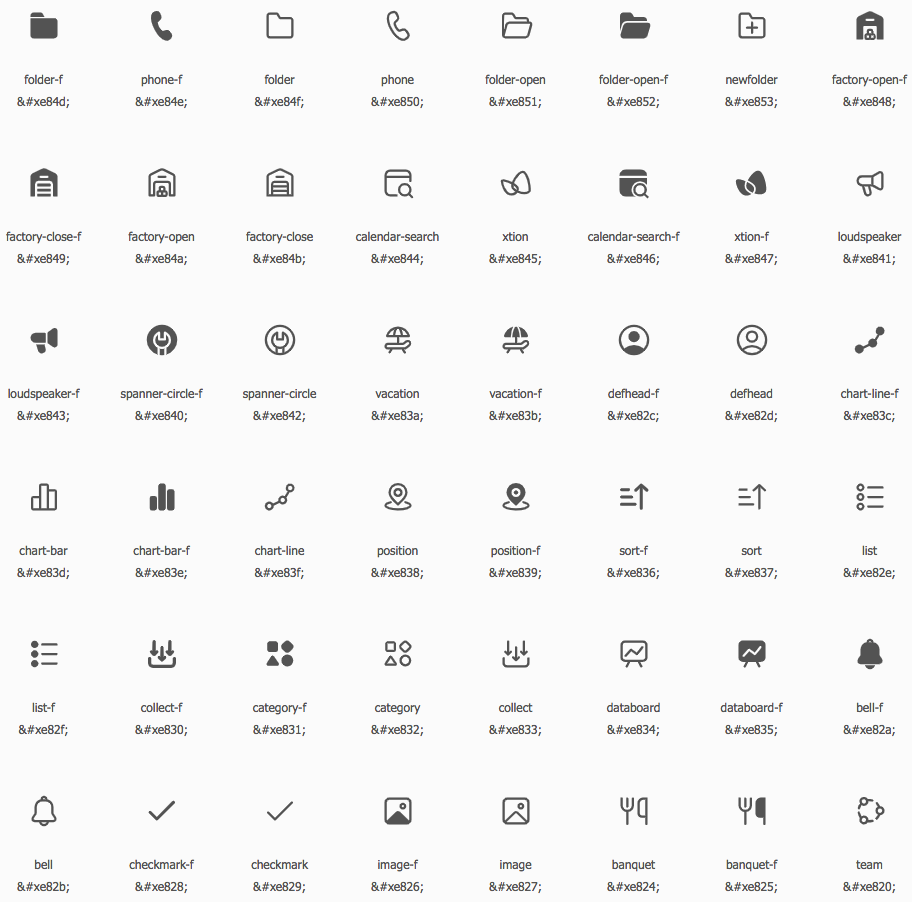 folder-f phone-f folder phone folder-open folder-open-f newfolder factory-open-f
&#xe84d; &#xe84e; &#xe84f; &#xe850; &#xe851; &#xe852; &#xe853; &#xe848;
factory-close-f factory-open factory-close calendar-search xtion calendar-search-f xtion-f loudspeaker
&#xe849; &#xe84a; &#xe84b; &#xe844; &#xe845; &#xe846; &#xe847; &#xe841;
loudspeaker-f spanner-circle-f spanner-circle vacation vacation-f defhead-f defhead chart-line-f
&#xe843; &#xe840; &#xe842; &#xe83a; &#xe83b; &#xe82c; &#xe82d; &#xe83c;
chart-bar chart-bar-f chart-line position position-f sort-f sort list
&#xe83d; &#xe83e; &#xe83f; &#xe838; &#xe839; &#xe836; &#xe837; &#xe82e;
list-f collect-f category-f category collect databoard databoard-f bell-f
&#xe82f; &#xe830; &#xe831; &#xe832; &#xe833; &#xe834; &#xe835; &#xe82a;
bell checkmark-f checkmark image-f image banquet banquet-f team
&#xe82b; &#xe828; &#xe829; &#xe826; &#xe827; &#xe824; &#xe825; &#xe820;